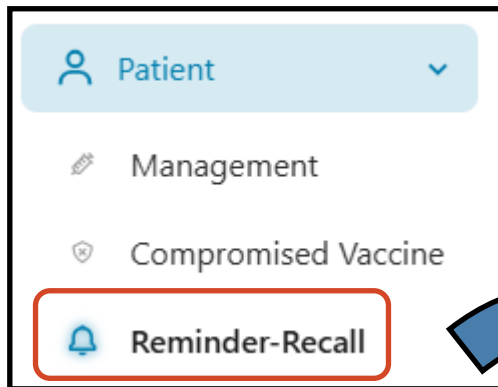 Patient
Management
Compromised Vaccine
Reminder-Recall